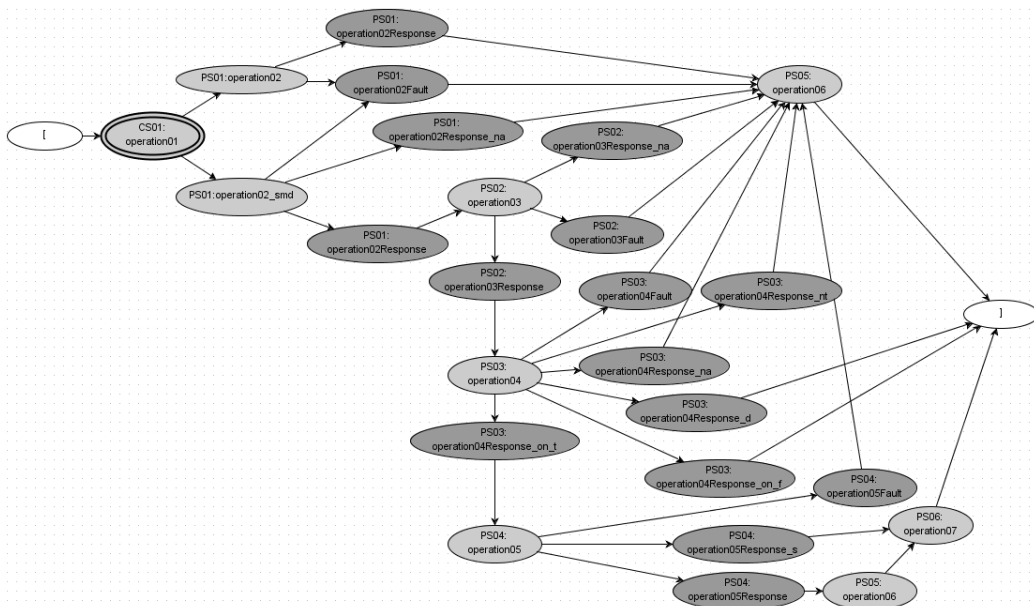 PS01:
operation02Response
PS01:operation02
PS01:
operation02Fault
PS05:
operation06
[
CS01:
operation01
PS01:
operation02Response_na
PS02:
operation03Response_na
PS01:operation02_smd
PS02:
operation03
PS01:
operation02Response
PS02:
operation03Fault
PS02:
operation03Response
PS03:
operation04Fault
PS03:
operation04Response_nt
]
PS03:
operation04
PS03:
operation04Response_na
PS03:
operation04Response_d
PS03:
operation04Response_on_t
PS03:
operation04Response_on_f
PS04:
operation05Fault
PS06:
operation07
PS04:
operation05
PS04:
operation05Response_s
PS04:
operation05Response
PS05:
operation06